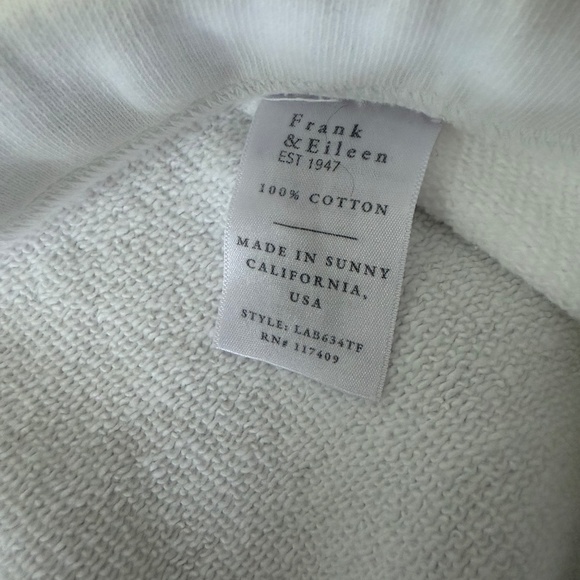 Frank
& Eileen
EST 1947
100% COTTON
MADE IN SUNNY
CALIFORNIA,
USA
STYLE: LAB634TF
RN# 117409